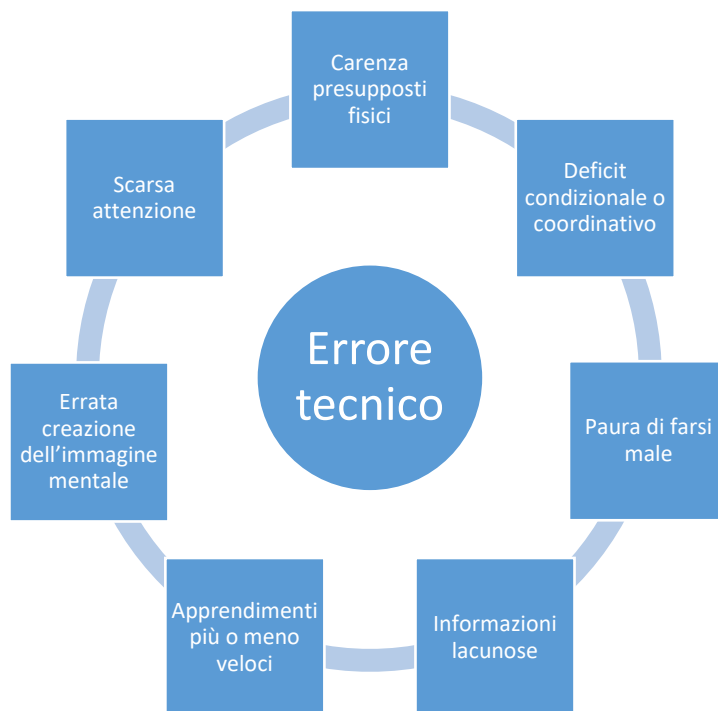 Carenza
presupposti
fisici
Deficit
condizionale o
coordinativo
Paura di farsi
male
Informazioni
lacunose
Apprendimenti
più o meno
veloci
Errata
creazione
dell'immagine
mentale
Scarsa
attenzione
Errore
tecnico